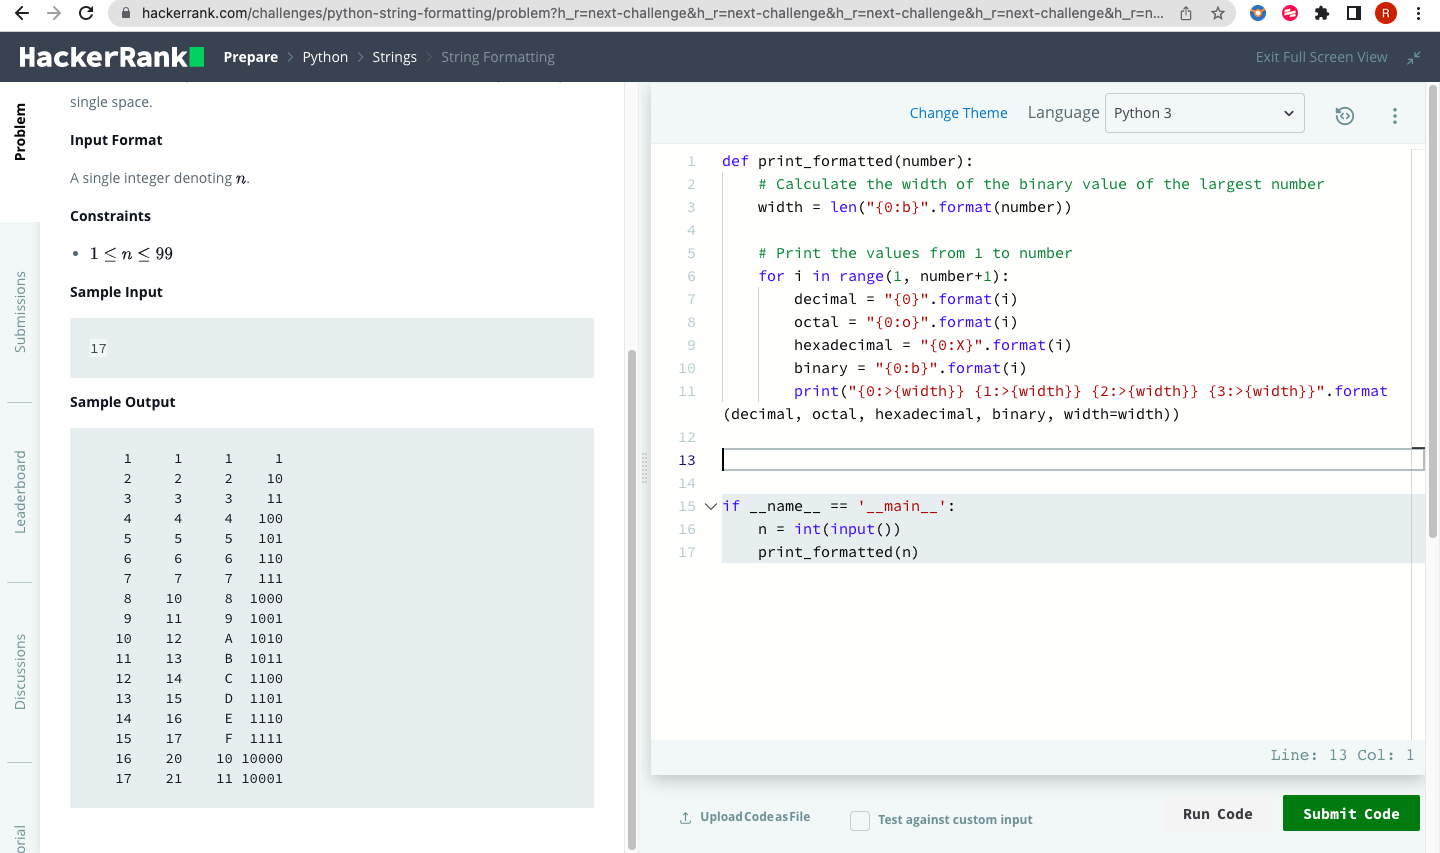 hackerrank.com/challenges/python-string-formatting/problem?h_r=next-challenge&h_r=next-challenge&h_r=next-challenge&h_r=next-challenge&h_r=n...
R
HackerRank
Prepare > Python > Strings > String Formatting
Exit Full Screen View
Problem
Submissions
Leaderboard
Discussions
single space.
Input Format
A single integer denoting n.
Constraints
• 1 ≤ n ≤ 99
Sample Input
17
Sample Output
1 1 1 1
2 2 2 10
3 3 3 11
4 4 4 100
5 5 5 101
6 6 6 110
7 7 7 111
8 10 8 1000
9 11 9 1001
10 12 A 1010
11 13 B 1011
12 14 C 1100
13 15 D 1101
14 16 E 1110
15 17 F 1111
16 20 10 10000
17 21 11 10001
Change Theme Language Python 3
1 def print_formatted(number):
2 # Calculate the width of the binary value of the largest number
3 width = len("{0:b}".format(number))
4
5 # Print the values from 1 to number
6 for i in range(1, number+1):
7 decimal = "{0}".format(i)
8 octal = "{0:o}".format(i)
9 hexadecimal = "{0:X}".format(i)
10 binary = "{0:b}".format(i)
11 print("{0:>{width}} {1:>{width}} {2:>{width}} {3:>{width}}".format
(decimal, octal, hexadecimal, binary, width=width))
12
13
14
15 if __name__ == '__main__':
16 n = int(input())
17 print_formatted(n)
Line: 13 Col: 1
Upload Code as File
Test against custom input
Run Code
Submit Code